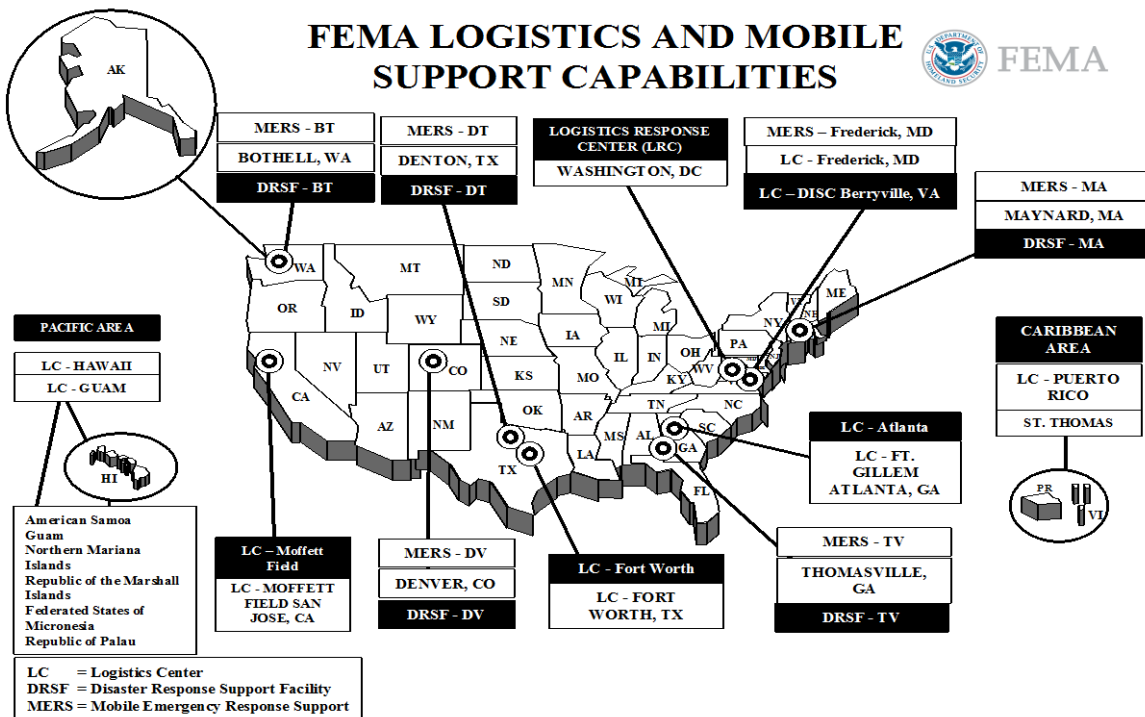 FEMA LOGISTICS AND MOBILE
SUPPORT CAPABILITIES
U.S. DEPARTMENT OF
HOMELAND SECURITY
FEMA
AK
MERS - BT
BOTHELL, WA
DRSF - BT
MERS - DT
DENTON, TX
DRSF - DT
LOGISTICS RESPONSE
CENTER (LRC)
WASHINGTON, DC
MERS – Frederick, MD
LC - Frederick, MD
LC – DISC Berryville, VA
MERS - MA
MAYNARD, MA
DRSF - MA
WA
MT
ND
MN
MI
ME
OR
ID
SD
WI
NY
WY
MI
NE
IA
PA
NV
UT
CO
IL
IN
OH
WV
KS
MO
KY
CA
AZ
NM
OK
AR
TN
NC
TX
LA
MS
AL
GA
SC
FL
PACIFIC AREA
LC - HAWAII
LC - GUAM
HI
American Samoa
Guam
Northern Mariana
Islands
Republic of the Marshall
Islands
Federated States of
Micronesia
Republic of Palau
CARIBBEAN
AREA
LC - PUERTO
RICO
ST. THOMAS
PR
VI
LC - Atlanta
LC - FT.
GILLEM
ATLANTA, GA
LC – Moffett
Field
LC - MOFFETT
FIELD SAN
JOSE, CA
MERS - DV
DENVER, CO
DRSF - DV
LC - Fort Worth
LC - FORT
WORTH, TX
MERS - TV
THOMASVILLE,
GA
DRSF - TV
LC = Logistics Center
DRSF = Disaster Response Support Facility
MERS = Mobile Emergency Response Support